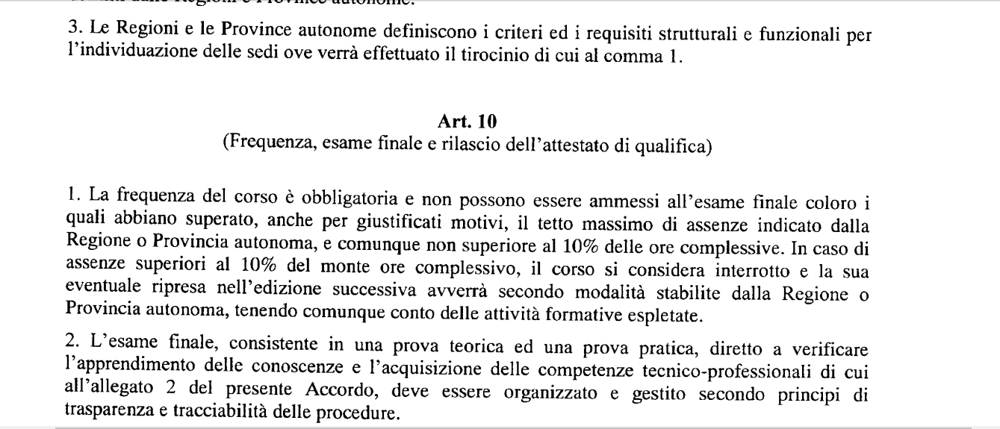 3. Le Regioni e le Province autonome definiscono i criteri ed i requisiti strutturali e funzionali per
l'individuazione delle sedi ove verrà effettuato il tirocinio di cui al comma 1.
Art. 10
(Frequenza, esame finale e rilascio dell'attestato di qualifica)
1. La frequenza del corso è obbligatoria e non possono essere ammessi all'esame finale coloro i
quali abbiano superato, anche per giustificati motivi, il tetto massimo di assenze indicato dalla
Regione o Provincia autonoma, e comunque non superiore al 10% delle ore complessive. In caso di
assenze superiori al 10% del monte ore complessivo, il corso si considera interrotto e la sua
eventuale ripresa nell'edizione successiva avverrà secondo modalità stabilite dalla Regione o
Provincia autonoma, tenendo comunque conto delle attività formative espletate.
2. L'esame finale, consistente in una prova teorica ed una prova pratica, diretto a verificare
l'apprendimento delle conoscenze e l'acquisizione delle competenze tecnico-professionali di cui
all'allegato 2 del presente Accordo, deve essere organizzato e gestito secondo principi di
trasparenza e tracciabilità delle procedure.